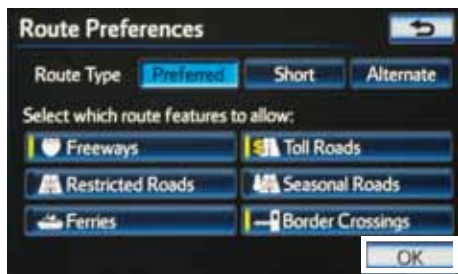 Route Preferences
Route Type Preferred Short Alternate
Select which route features to allow:
Freeways Toll Roads
Restricted Roads Seasonal Roads
Ferries Border Crossings
OK